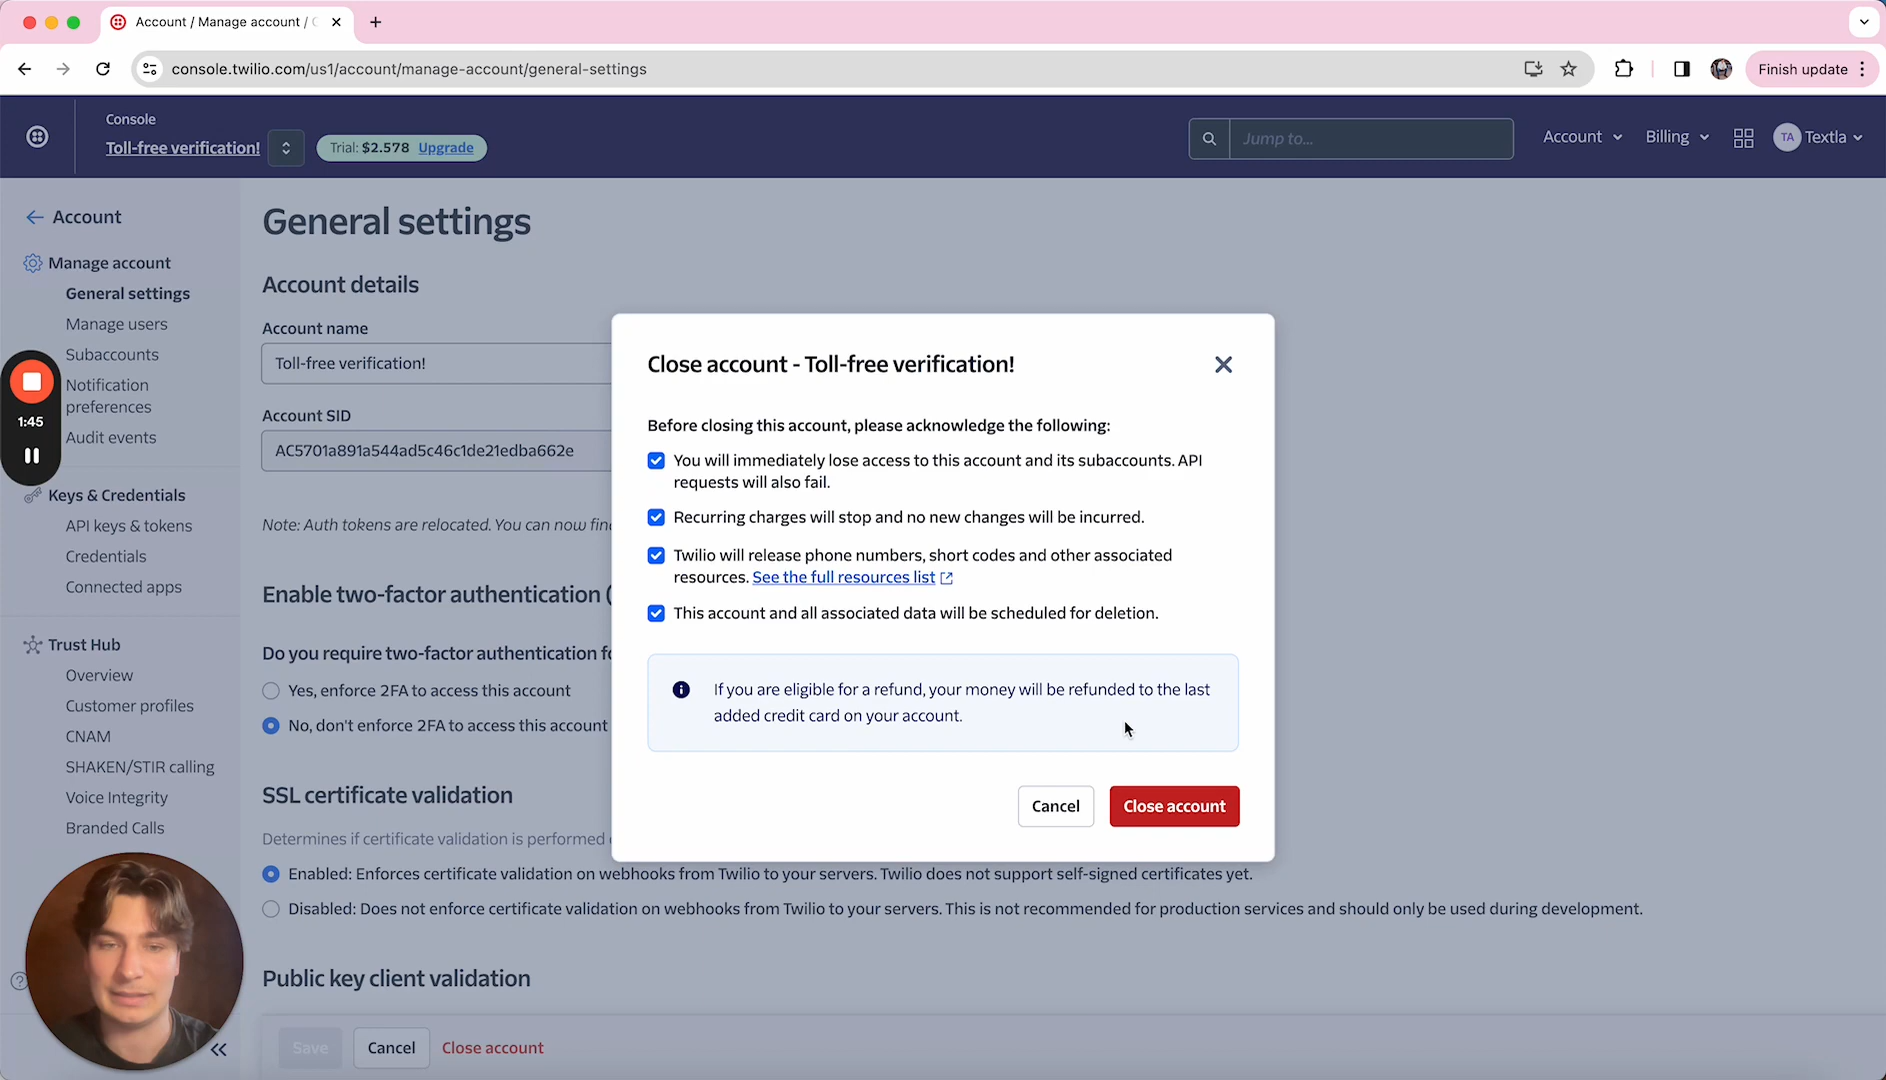 Account / Manage account /
console.twilio.com/us1/account/manage-account/general-settings
Finish update
Console
Toll-free verification!
Trial: $2.578 Upgrade
Jump to...
Account
Billing
TA
Textla
Account
Manage account
General settings
Manage users
Subaccounts
Notification
preferences
Audit events
1:45
Keys & Credentials
API keys & tokens
Credentials
Connected apps
Trust Hub
Overview
Customer profiles
CNAM
SHAKEN/STIR calling
Voice Integrity
Branded Calls
General settings
Account details
Account name
Toll-free verification!
Account SID
AC5701a891a544ad5c46c1de21edba662e
Note: Auth tokens are relocated. You can now
Enable two-factor authentication (
Do you require two-factor authentication
Yes, enforce 2FA to access this account
No, don't enforce 2FA to access this account
SSL certificate validation
Determines if certificate validation is performed
Enabled: Enforces certificate validation on webhooks from Twilio to your servers. Twilio does not support self-signed certificates yet.
Disabled: Does not enforce certificate validation on webhooks from Twilio to your servers. This is not recommended for production services and should only be used during development.
Public key client validation
Save
Cancel
Close account
Close account - Toll-free verification!
Before closing this account, please acknowledge the following:
You will immediately lose access to this account and its subaccounts. API
requests will also fail.
Recurring charges will stop and no new changes will be incurred.
Twilio will release phone numbers, short codes and other associated
resources. See the full resources list
This account and all associated data will be scheduled for deletion.
If you are eligible for a refund, your money will be refunded to the last
added credit card on your account.
Cancel
Close account